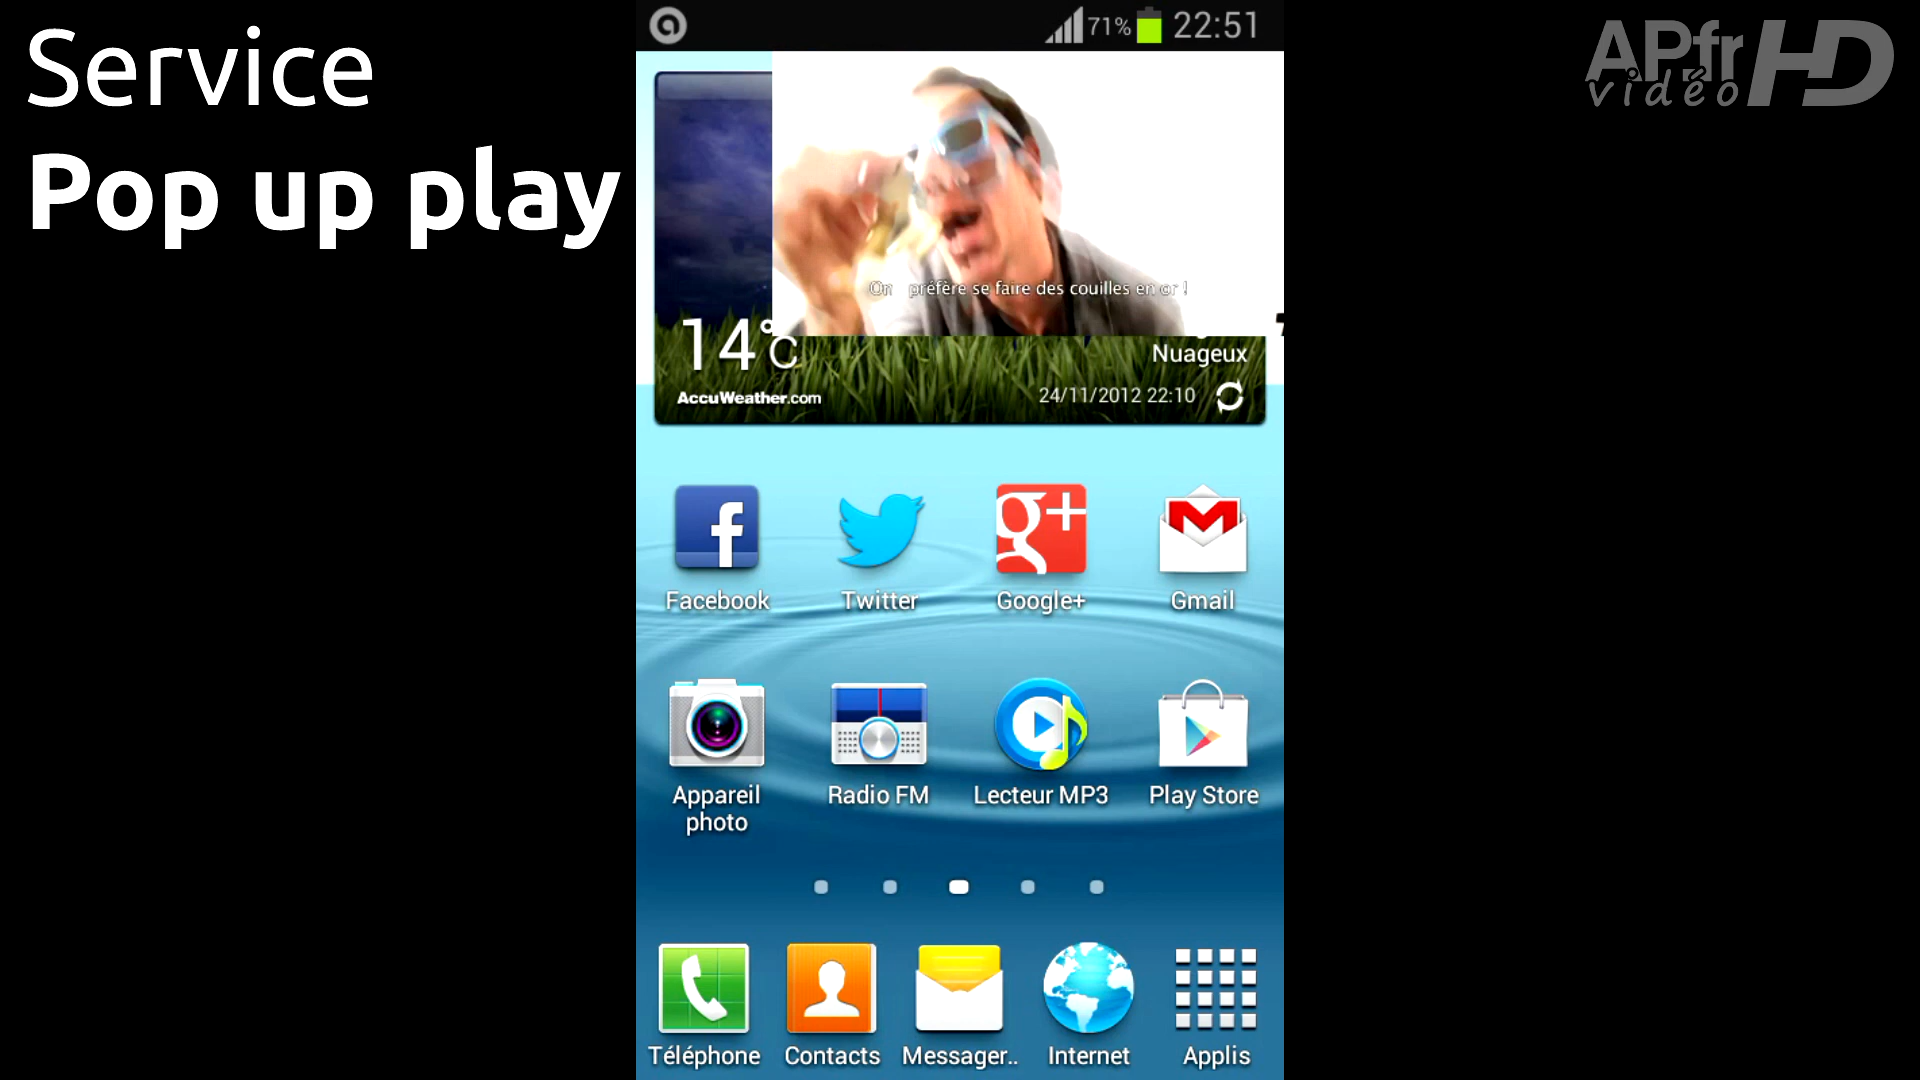 Service
Pop up play
APfr
vidéo HD
71% 22:51
On préfère se faire des couilles en or !
14°C
Nuageux
AccuWeather.com
24/11/2012 22:10
Facebook Twitter Google+ Gmail
Appareil photo
Radio FM
Lecteur MP3
Play Store
Téléphone Contacts Messager.. Internet Applis